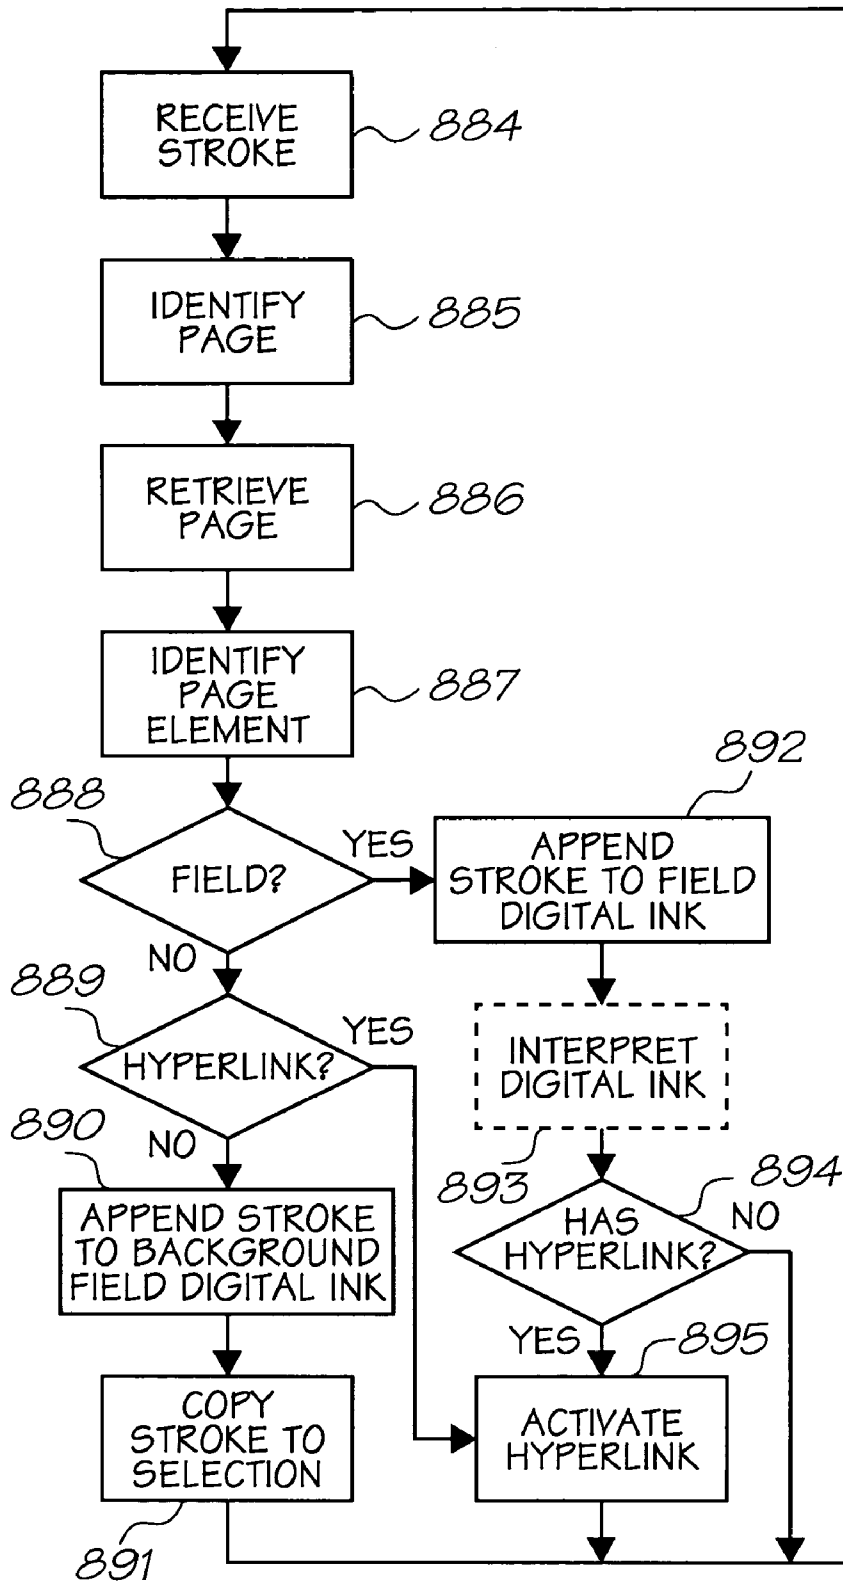 RECEIVE
STROKE
884
IDENTIFY
PAGE
885
RETRIEVE
PAGE
886
IDENTIFY
PAGE
ELEMENT
887
888
FIELD?
YES
NO
892
APPEND
STROKE TO FIELD
DIGITAL INK
889
HYPERLINK?
YES
NO
INTERPRET
DIGITAL INK
893
890
APPEND STROKE
TO BACKGROUND
FIELD DIGITAL INK
894
HAS
HYPERLINK?
NO
YES
COPY
STROKE TO
SELECTION
891
895
ACTIVATE
HYPERLINK